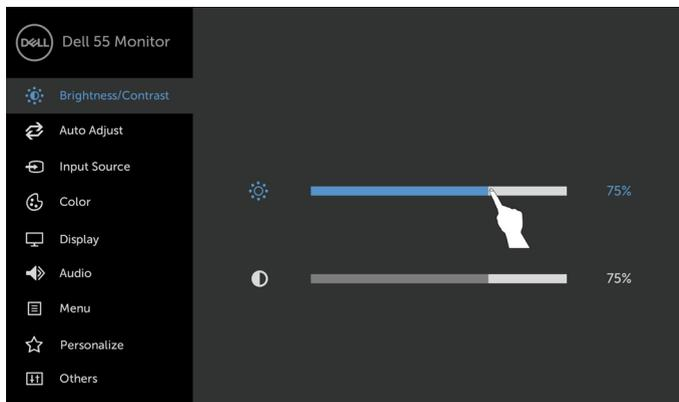 DELL
Dell 55 Monitor
Brightness/Contrast
Auto Adjust
Input Source
Color
Display
Audio
Menu
Personalize
Others
75%
75%